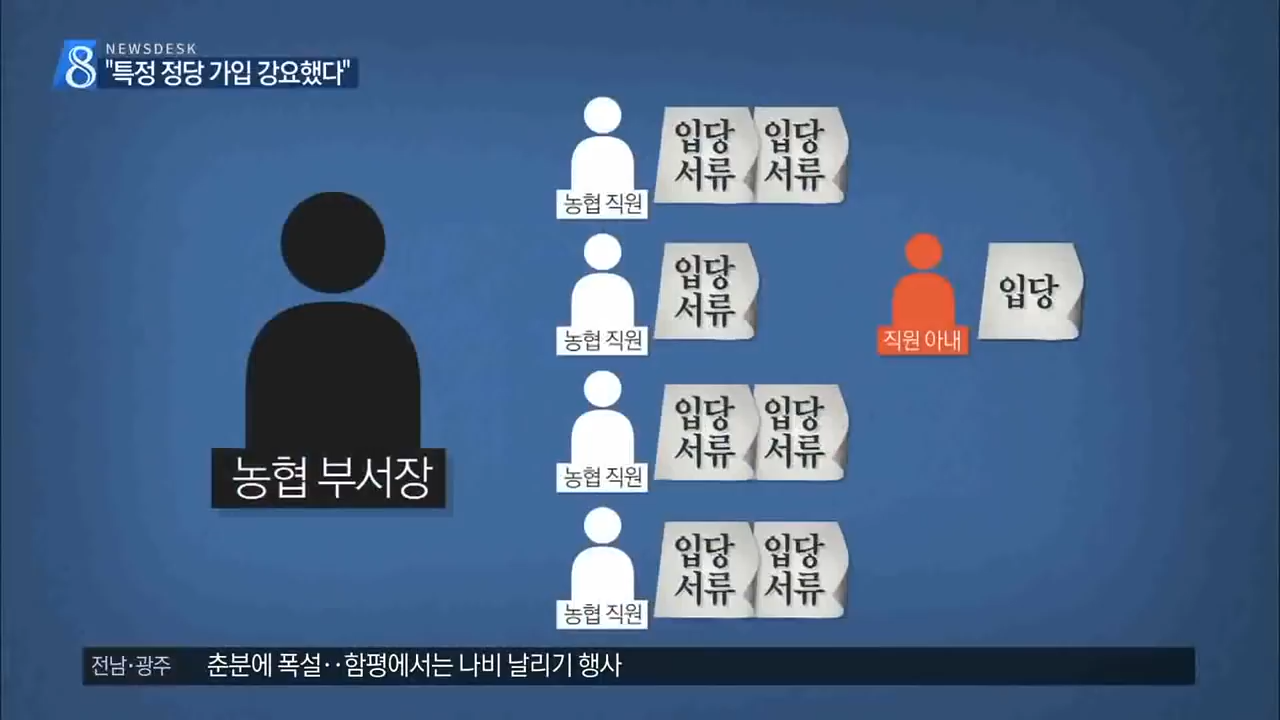 NEWSDESK
8 "특정 정당 가입 강요했다"
입당 입당
서류 서류
농협 직원
입당
서류
농협 직원
입당
직원 아내
입당 입당
서류 서류
농협 직원
농협 부서장
입당 입당
서류 서류
농협 직원
전남·광주 춘분에 폭설··함평에서는 나비 날리기 행사